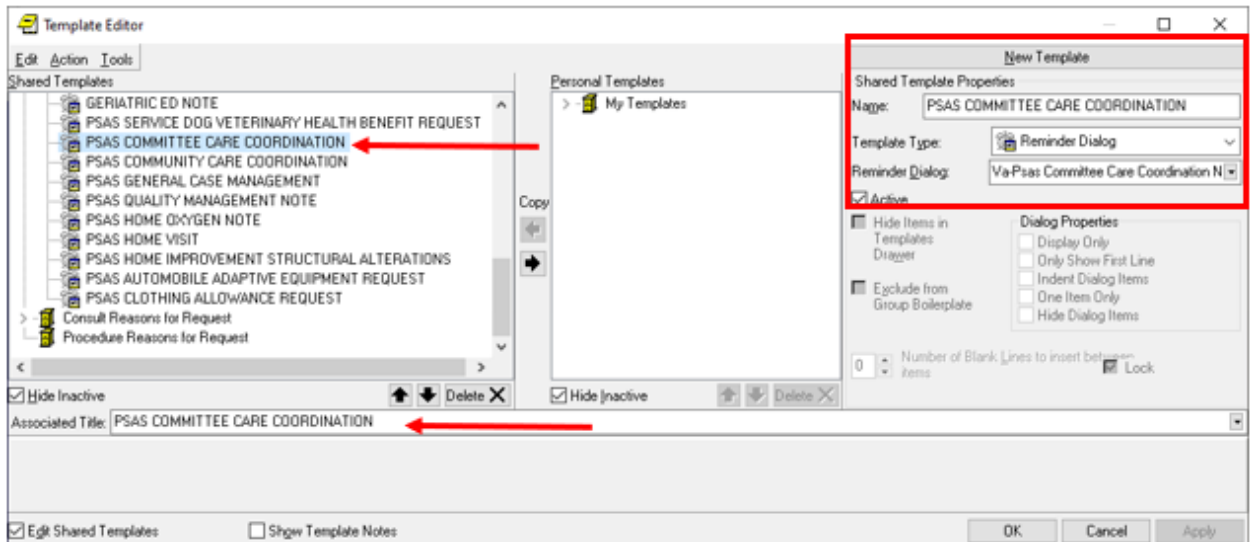 Template Editor
Edit Action Tools
New Template
Shared Templates
GERIATRIC ED NOTE
PSAS SERVICE DOG VETERINARY HEALTH BENEFIT REQUEST
PSAS COMMITTEE CARE COORDINATION
PSAS COMMUNITY CARE COORDINATION
PSAS GENERAL CASE MANAGEMENT
PSAS QUALITY MANAGEMENT NOTE
PSAS HOME OXYGEN NOTE
PSAS HOME VISIT
PSAS HOME IMPROVEMENT STRUCTURAL ALTERATIONS
PSAS AUTOMOBILE ADAPTIVE EQUIPMENT REQUEST
PSAS CLOTHING ALLOWANCE REQUEST
Consult Reasons for Request
Procedure Reasons for Request
Hide Inactive
Delete
Copy
Personal Templates
My Templates
Hide Inactive
Delete
Shared Template Properties
Name: PSAS COMMITTEE CARE COORDINATION
Template Type: Reminder Dialog
Reminder Dialog: Va-Psas Committee Care Coordination N
Active
Hide Items in
Templates
Drawer
Exclude from
Group Boilerplate
Dialog Properties
Display Only
Only Show First Line
Indent Dialog Items
One Item Only
Hide Dialog Items
0 Number of Blank Lines to insert between
items
Lock
Associated Title: PSAS COMMITTEE CARE COORDINATION
Edit Shared Templates
Show Template Notes
OK Cancel Apply